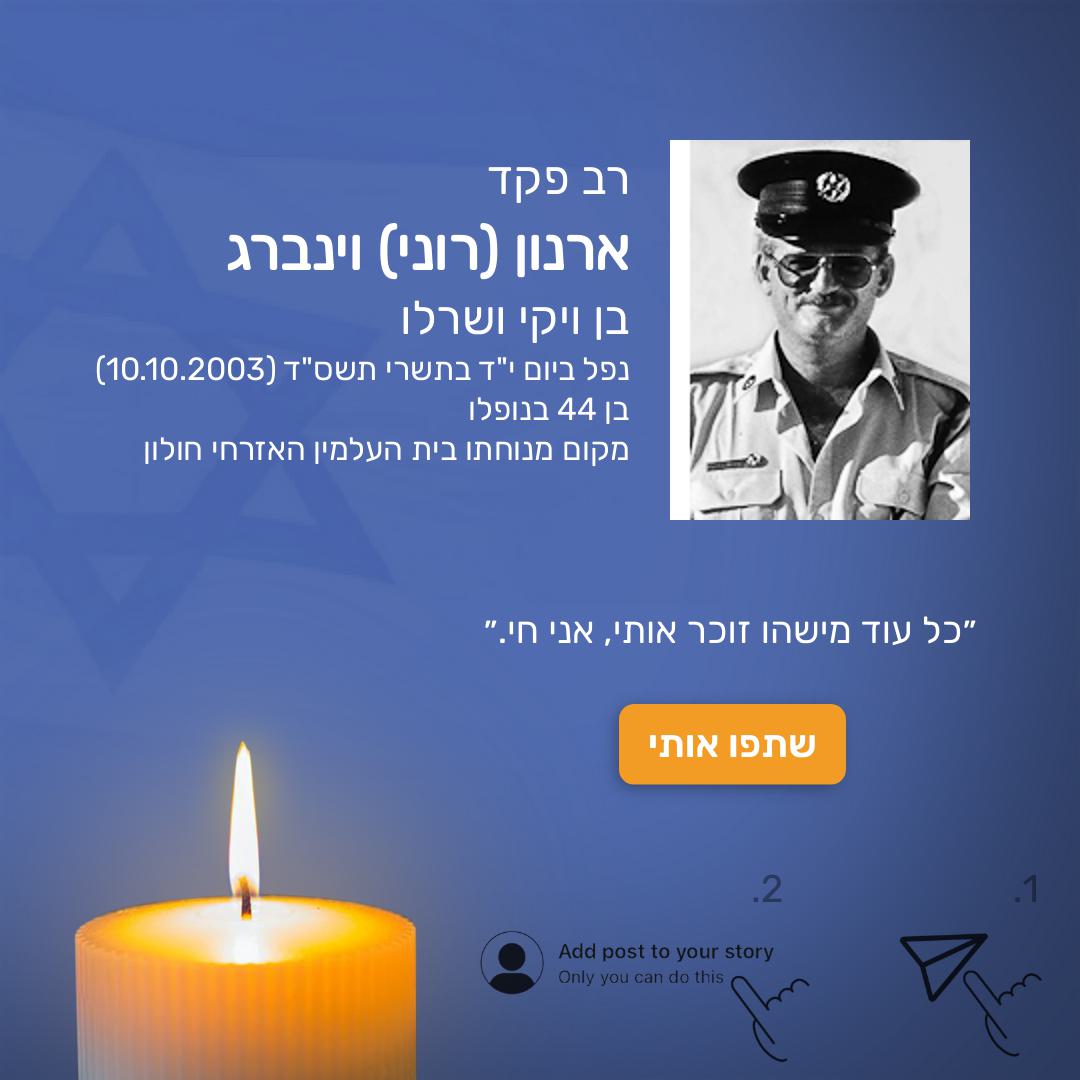 רב פקד
ארנון (רוני) וינברג
בן ויקי ושרלו
נפל ביום י"ד בתשרי תשס"ד (10.10.2003)
בן 44 בנופלו
מקום מנוחתו בית העלמין האזרחי חולון
״כל עוד מישהו זוכר אותי, אני חי.״
שתפו אותי
.1
.2
Add post to your story
Only you can do this